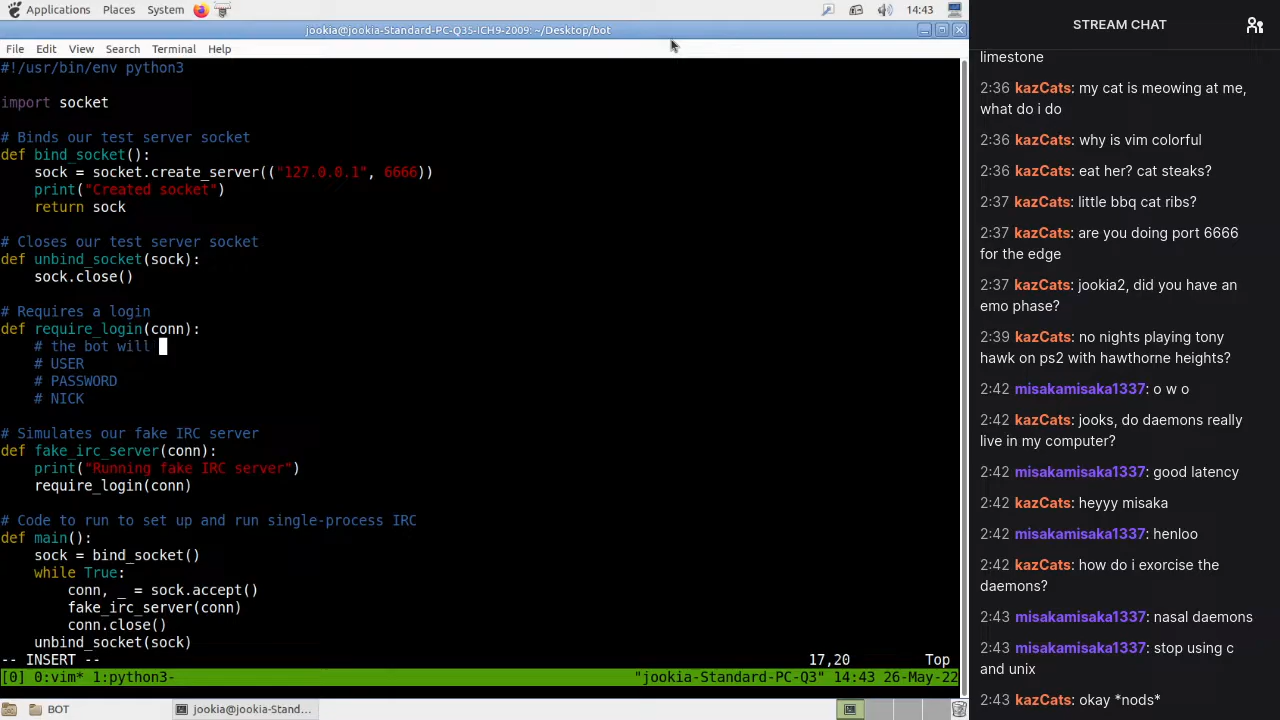 Applications Places System 14:43
jookia@jookia-Standard-PC-Q35-ICH9-2009: ~/Desktop/bot
File Edit View Search Terminal Help
#!/usr/bin/env python3
import socket
# Binds our test server socket
def bind_socket():
    sock = socket.create_server(("127.0.0.1", 6666))
    print("Created socket")
    return sock
# Closes our test server socket
def unbind_socket(sock):
    sock.close()
# Requires a login
def require_login(conn):
    # the bot will
    # USER
    # PASSWORD
    # NICK
# Simulates our fake IRC server
def fake_irc_server(conn):
    print("Running fake IRC server")
    require_login(conn)
# Code to run to set up and run single-process IRC
def main():
    sock = bind_socket()
    while True:
        conn, _ = sock.accept()
        fake_irc_server(conn)
        conn.close()
    unbind_socket(sock)
-- INSERT -- 17,20 Top
[0] 0:vim* 1:python3- "jookia-Standard-PC-Q3" 14:43 26-May-22
BOT jookia@jookia-Stand...
STREAM CHAT
limestone
2:36 kazCats: my cat is meowing at me,
what do i do
2:36 kazCats: why is vim colorful
2:36 kazCats: eat her? cat steaks?
2:37 kazCats: little bbq cat ribs?
2:37 kazCats: are you doing port 6666
for the edge
2:37 kazCats: jookia2, did you have an
emo phase?
2:39 kazCats: no nights playing tony
hawk on ps2 with hawthorne heights?
2:42 misakamisaka1337: o w o
2:42 kazCats: jooks, do daemons really
live in my computer?
2:42 misakamisaka1337: good latency
2:42 kazCats: heyyy misaka
2:42 misakamisaka1337: henloo
2:42 kazCats: how do i exorcise the
daemons?
2:43 misakamisaka1337: nasal daemons
2:43 misakamisaka1337: stop using c
and unix
2:43 kazCats: okay *nods*